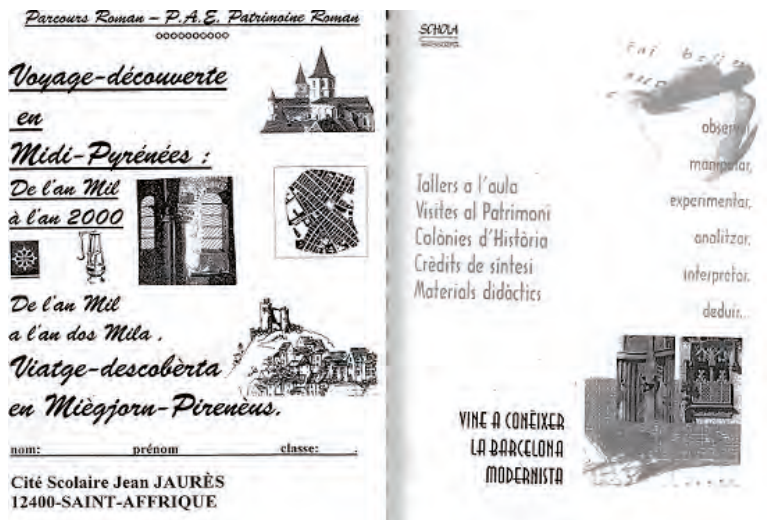 Parcours Roman – P.A.E. Patrimoine Roman
oooooooooo
Voyage-découverte
en
Midi-Pyrénées :
De l'an Mil
à l'an 2000
De l'an Mil
a l'an dos Mila,
Viatge-descobèrta
en Miègjorn-Pirenèus.
nom: prénom classe:
Cité Scolaire Jean JAURÈS
12400-SAINT-AFFRIQUE
SCHOLA
observar,
manipular,
experimentar,
analitzar,
interpretar,
deduir...
Tallers a l'aula
Visites al Patrimoni
Colònies d'Història
Crèdits de síntesi
Materials didàctics
VINE A CONÈIXER
LA BARCELONA
MODERNISTA